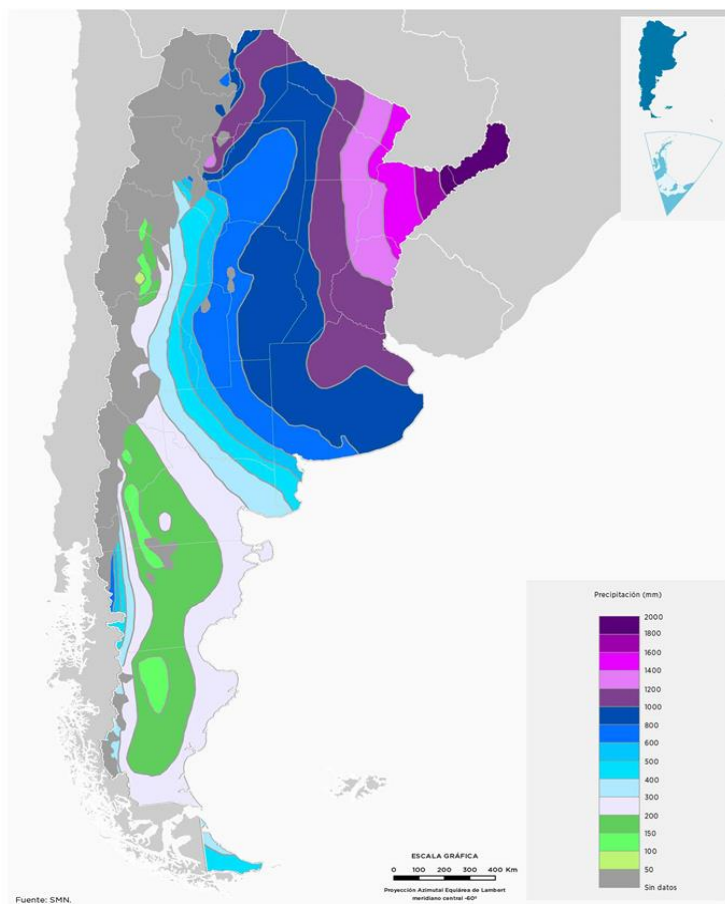 Precipitación (mm)
2000
1800
1600
1400
1200
1000
800
600
500
400
300
200
150
100
50
Sin datos
ESCALA GRÁFICA
0 100 200 300 400 Km
Proyección Azimutal Equiárea de Lambert
meridiano central -60º
Fuente: SMN.